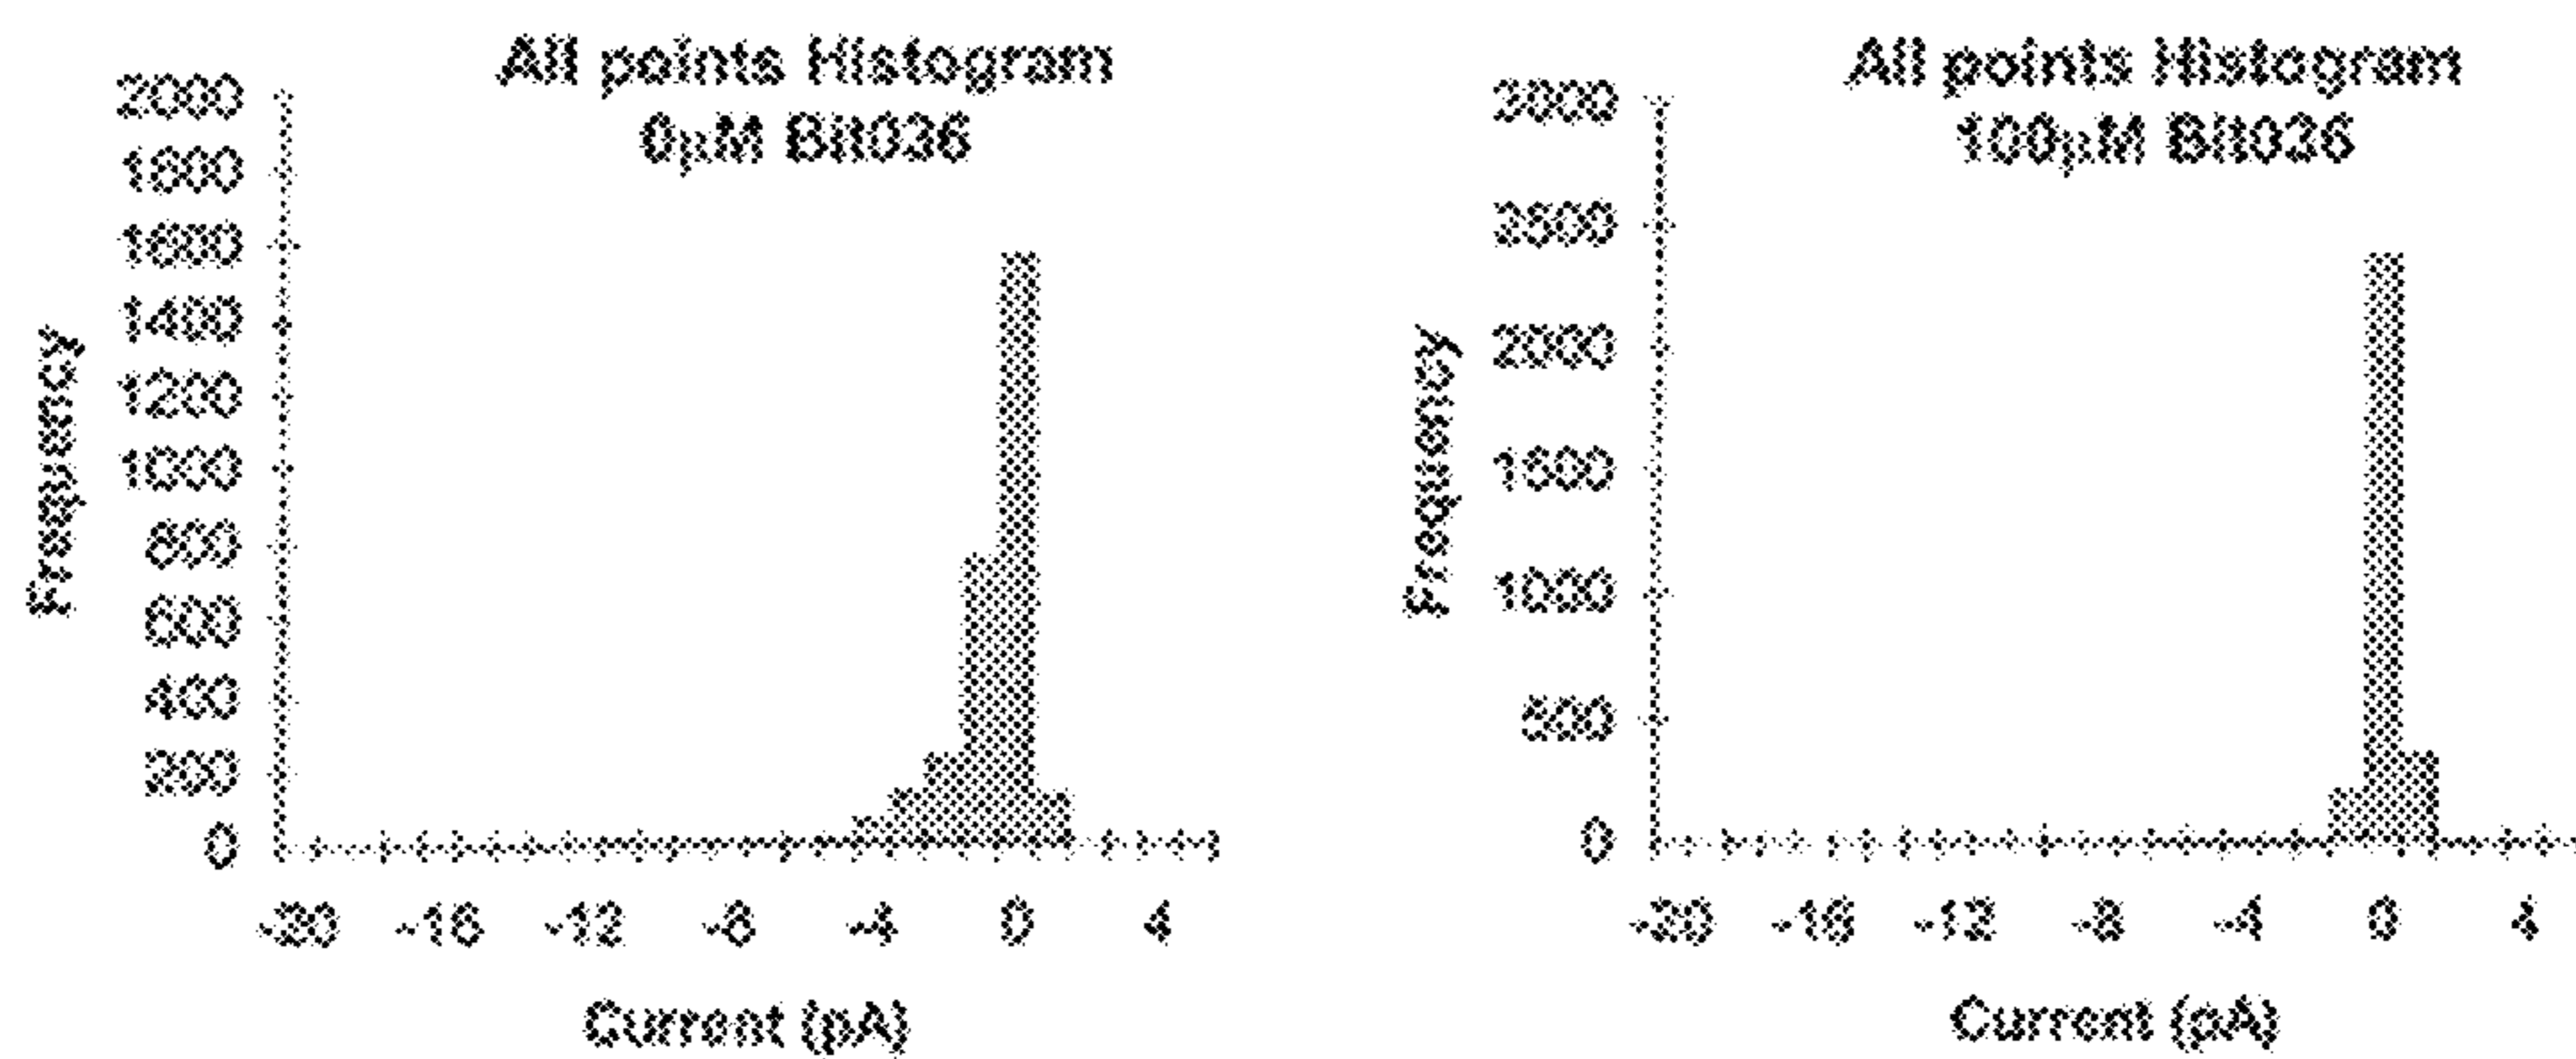 All points Histogram
0µM Bit036
2000
1800
1600
1400
1200
1000
800
600
400
200
0
Frequency
-20 -16 -12 -8 -4 0 4
Current (pA)
All points Histogram
100µM Bit036
3000
2500
2000
1500
1000
500
0
Frequency
-20 -16 -12 -8 -4 0 4
Current (pA)